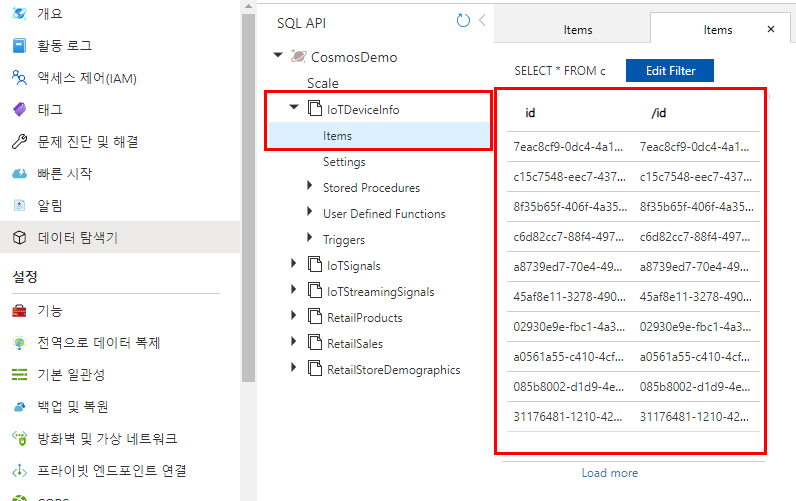 개요
활동 로그
액세스 제어(IAM)
태그
문제 진단 및 해결
빠른 시작
알림
데이터 탐색기
설정
기능
전역으로 데이터 복제
기본 일관성
백업 및 복원
방화벽 및 가상 네트워크
프라이빗 엔드포인트 연결
SQL API
CosmosDemo
Scale
IoTDeviceInfo
Items
Settings
Stored Procedures
User Defined Functions
Triggers
IoTSignals
IoTStreamingSignals
RetailProducts
RetailSales
RetailStoreDemographics
Items Items
SELECT * FROM c Edit Filter
id /id
7eac8cf9-0dc4-4a1... 7eac8cf9-0dc4-4a1...
c15c7548-eec7-437... c15c7548-eec7-437...
8f35b65f-406f-4a35... 8f35b65f-406f-4a35...
c6d82cc7-88f4-497... c6d82cc7-88f4-497...
a8739ed7-70e4-49... a8739ed7-70e4-49...
45af8e11-3278-490... 45af8e11-3278-490...
02930e9e-fbc1-4a3... 02930e9e-fbc1-4a3...
a0561a55-c410-4cf... a0561a55-c410-4cf...
085b8002-d1d9-4e... 085b8002-d1d9-4e...
31176481-1210-42... 31176481-1210-42...
Load more